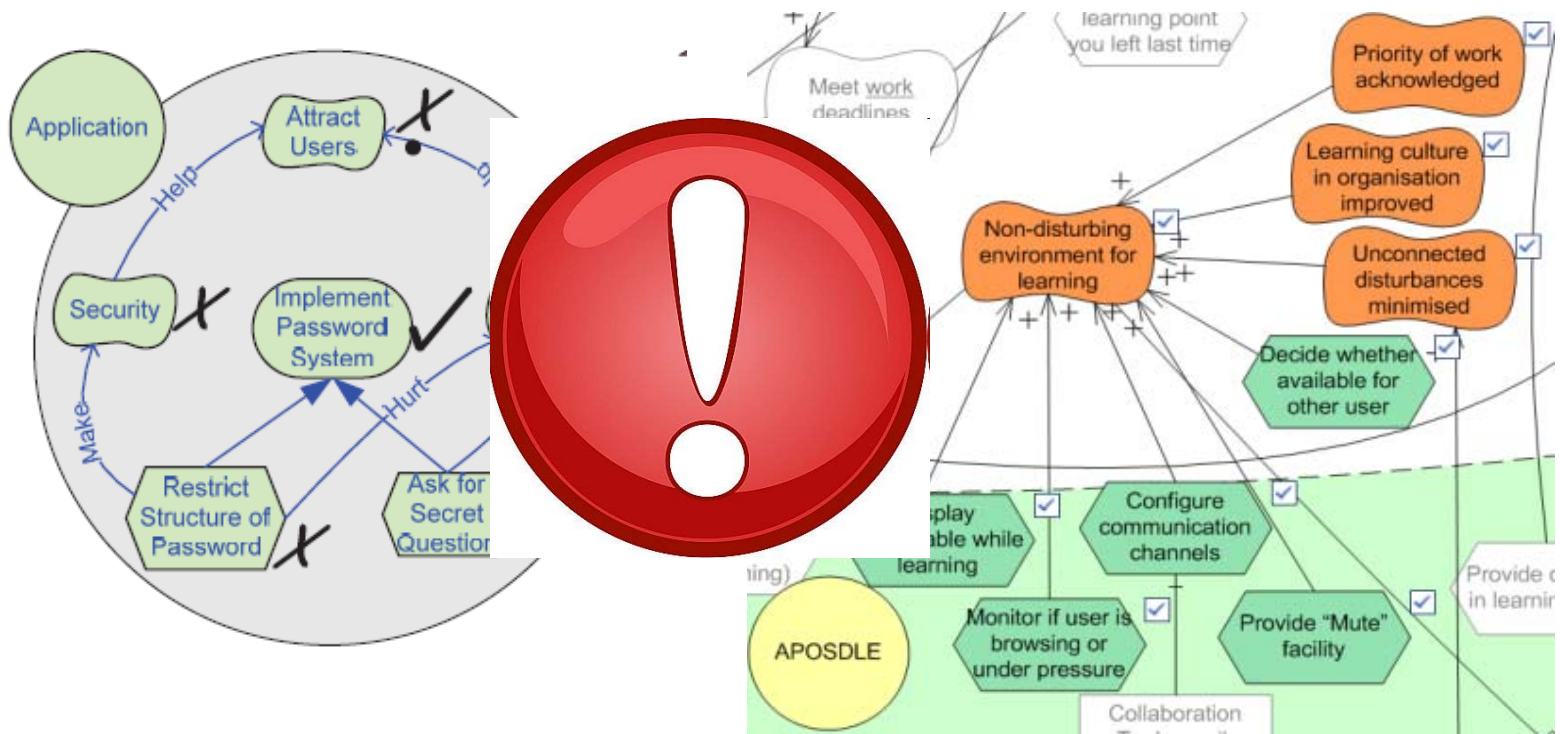 Application
Attract
Users
Help
Security
Implement
Password
System
Make
Hurt
Restrict
Structure of
Password
Ask for
Secret
Question
learning point
you left last time
Meet work
deadlines
Priority of work
acknowledged
Learning culture
in organisation
improved
Non-disturbing
environment for
learning
Unconnected
disturbances
minimised
Decide whether
available for
other user
while
learning
Configure
communication
channels
APOSDLE
Monitor if user is
browsing or
under pressure
Provide "Mute"
facility
Provide
in
Collaboration